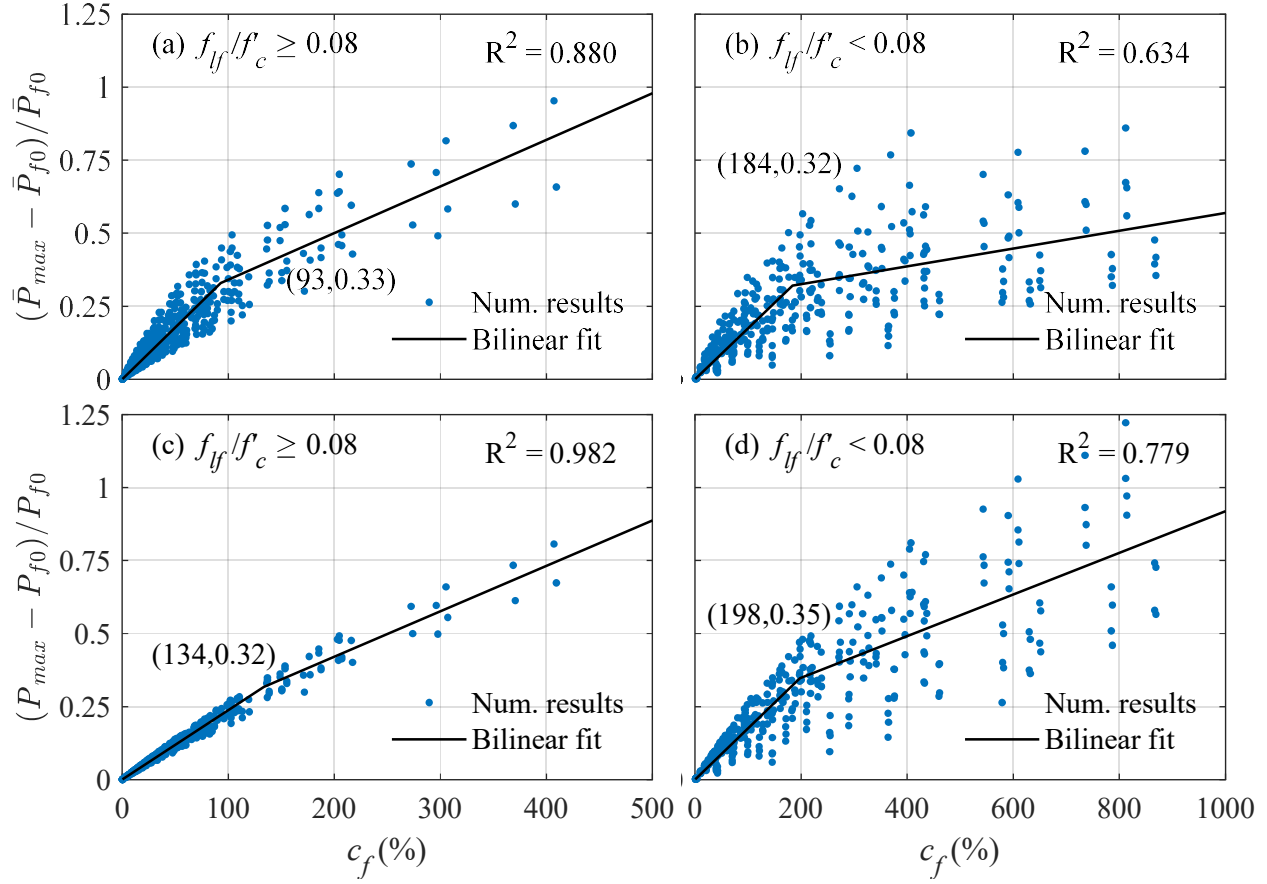 (a) f_lf/f'_c ≥ 0.08
R² = 0.880
1.25
1
0.75
0.5
0.25
0
(P̄_max − P̄_f0)/P̄_f0
(93,0.33)
Num. results
Bilinear fit
(b) f_lf/f'_c < 0.08
R² = 0.634
(184,0.32)
Num. results
Bilinear fit
(c) f_lf/f'_c ≥ 0.08
R² = 0.982
1.25
1
0.75
0.5
0.25
0
(P_max − P_f0)/P_f0
(134,0.32)
Num. results
Bilinear fit
0 100 200 300 400 500
c_f(%)
(d) f_lf/f'_c < 0.08
R² = 0.779
(198,0.35)
Num. results
Bilinear fit
0 200 400 600 800 1000
c_f(%)